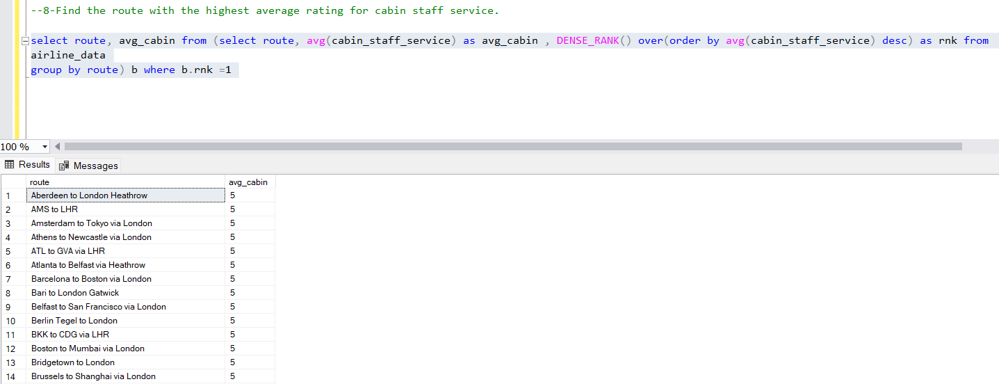 --8-Find the route with the highest average rating for cabin staff service.
select route, avg_cabin from (select route, avg(cabin_staff_service) as avg_cabin , DENSE_RANK() over(order by avg(cabin_staff_service) desc) as rnk from
airline_data
group by route) b where b.rnk =1
100 %
Results Messages
route avg_cabin
1 Aberdeen to London Heathrow 5
2 AMS to LHR 5
3 Amsterdam to Tokyo via London 5
4 Athens to Newcastle via London 5
5 ATL to GVA via LHR 5
6 Atlanta to Belfast via Heathrow 5
7 Barcelona to Boston via London 5
8 Bari to London Gatwick 5
9 Belfast to San Francisco via London 5
10 Berlin Tegel to London 5
11 BKK to CDG via LHR 5
12 Boston to Mumbai via London 5
13 Bridgetown to London 5
14 Brussels to Shanghai via London 5